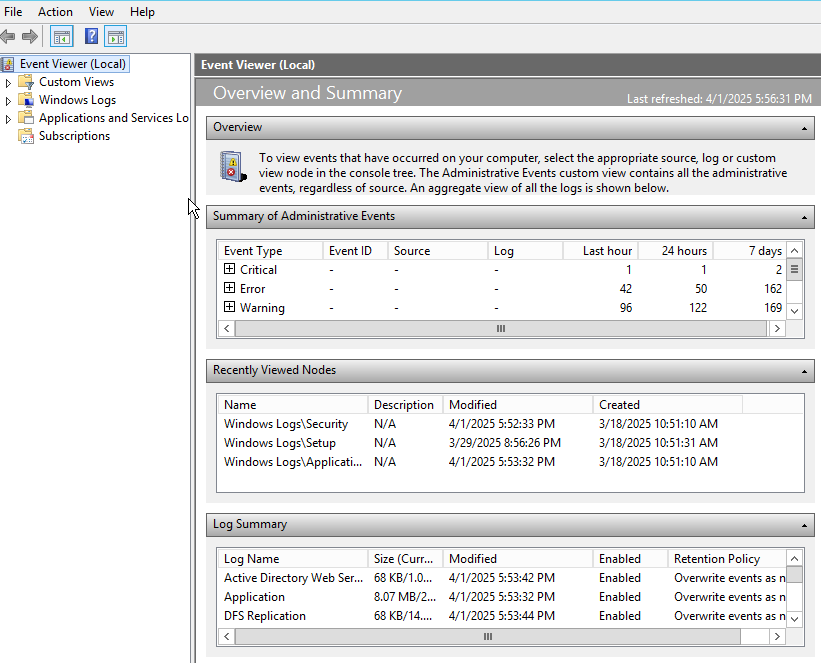 File Action View Help
Event Viewer (Local)
Custom Views
Windows Logs
Applications and Services Lo
Subscriptions
Event Viewer (Local)
Overview and Summary
Last refreshed: 4/1/2025 5:56:31 PM
Overview
To view events that have occurred on your computer, select the appropriate source, log or custom
view node in the console tree. The Administrative Events custom view contains all the administrative
events, regardless of source. An aggregate view of all the logs is shown below.
Summary of Administrative Events
Event Type Event ID Source Log Last hour 24 hours 7 days
Critical - - - 1 1 2
Error - - - 42 50 162
Warning - - - 96 122 169
Recently Viewed Nodes
Name Description Modified Created
Windows Logs\Security N/A 4/1/2025 5:52:33 PM 3/18/2025 10:51:10 AM
Windows Logs\Setup N/A 3/29/2025 8:56:26 PM 3/18/2025 10:51:31 AM
Windows Logs\Applicati... N/A 4/1/2025 5:53:32 PM 3/18/2025 10:51:10 AM
Log Summary
Log Name Size (Curr... Modified Enabled Retention Policy
Active Directory Web Ser... 68 KB/1.0... 4/1/2025 5:53:42 PM Enabled Overwrite events as n
Application 8.07 MB/2... 4/1/2025 5:53:32 PM Enabled Overwrite events as n
DFS Replication 68 KB/14.... 4/1/2025 5:53:44 PM Enabled Overwrite events as n